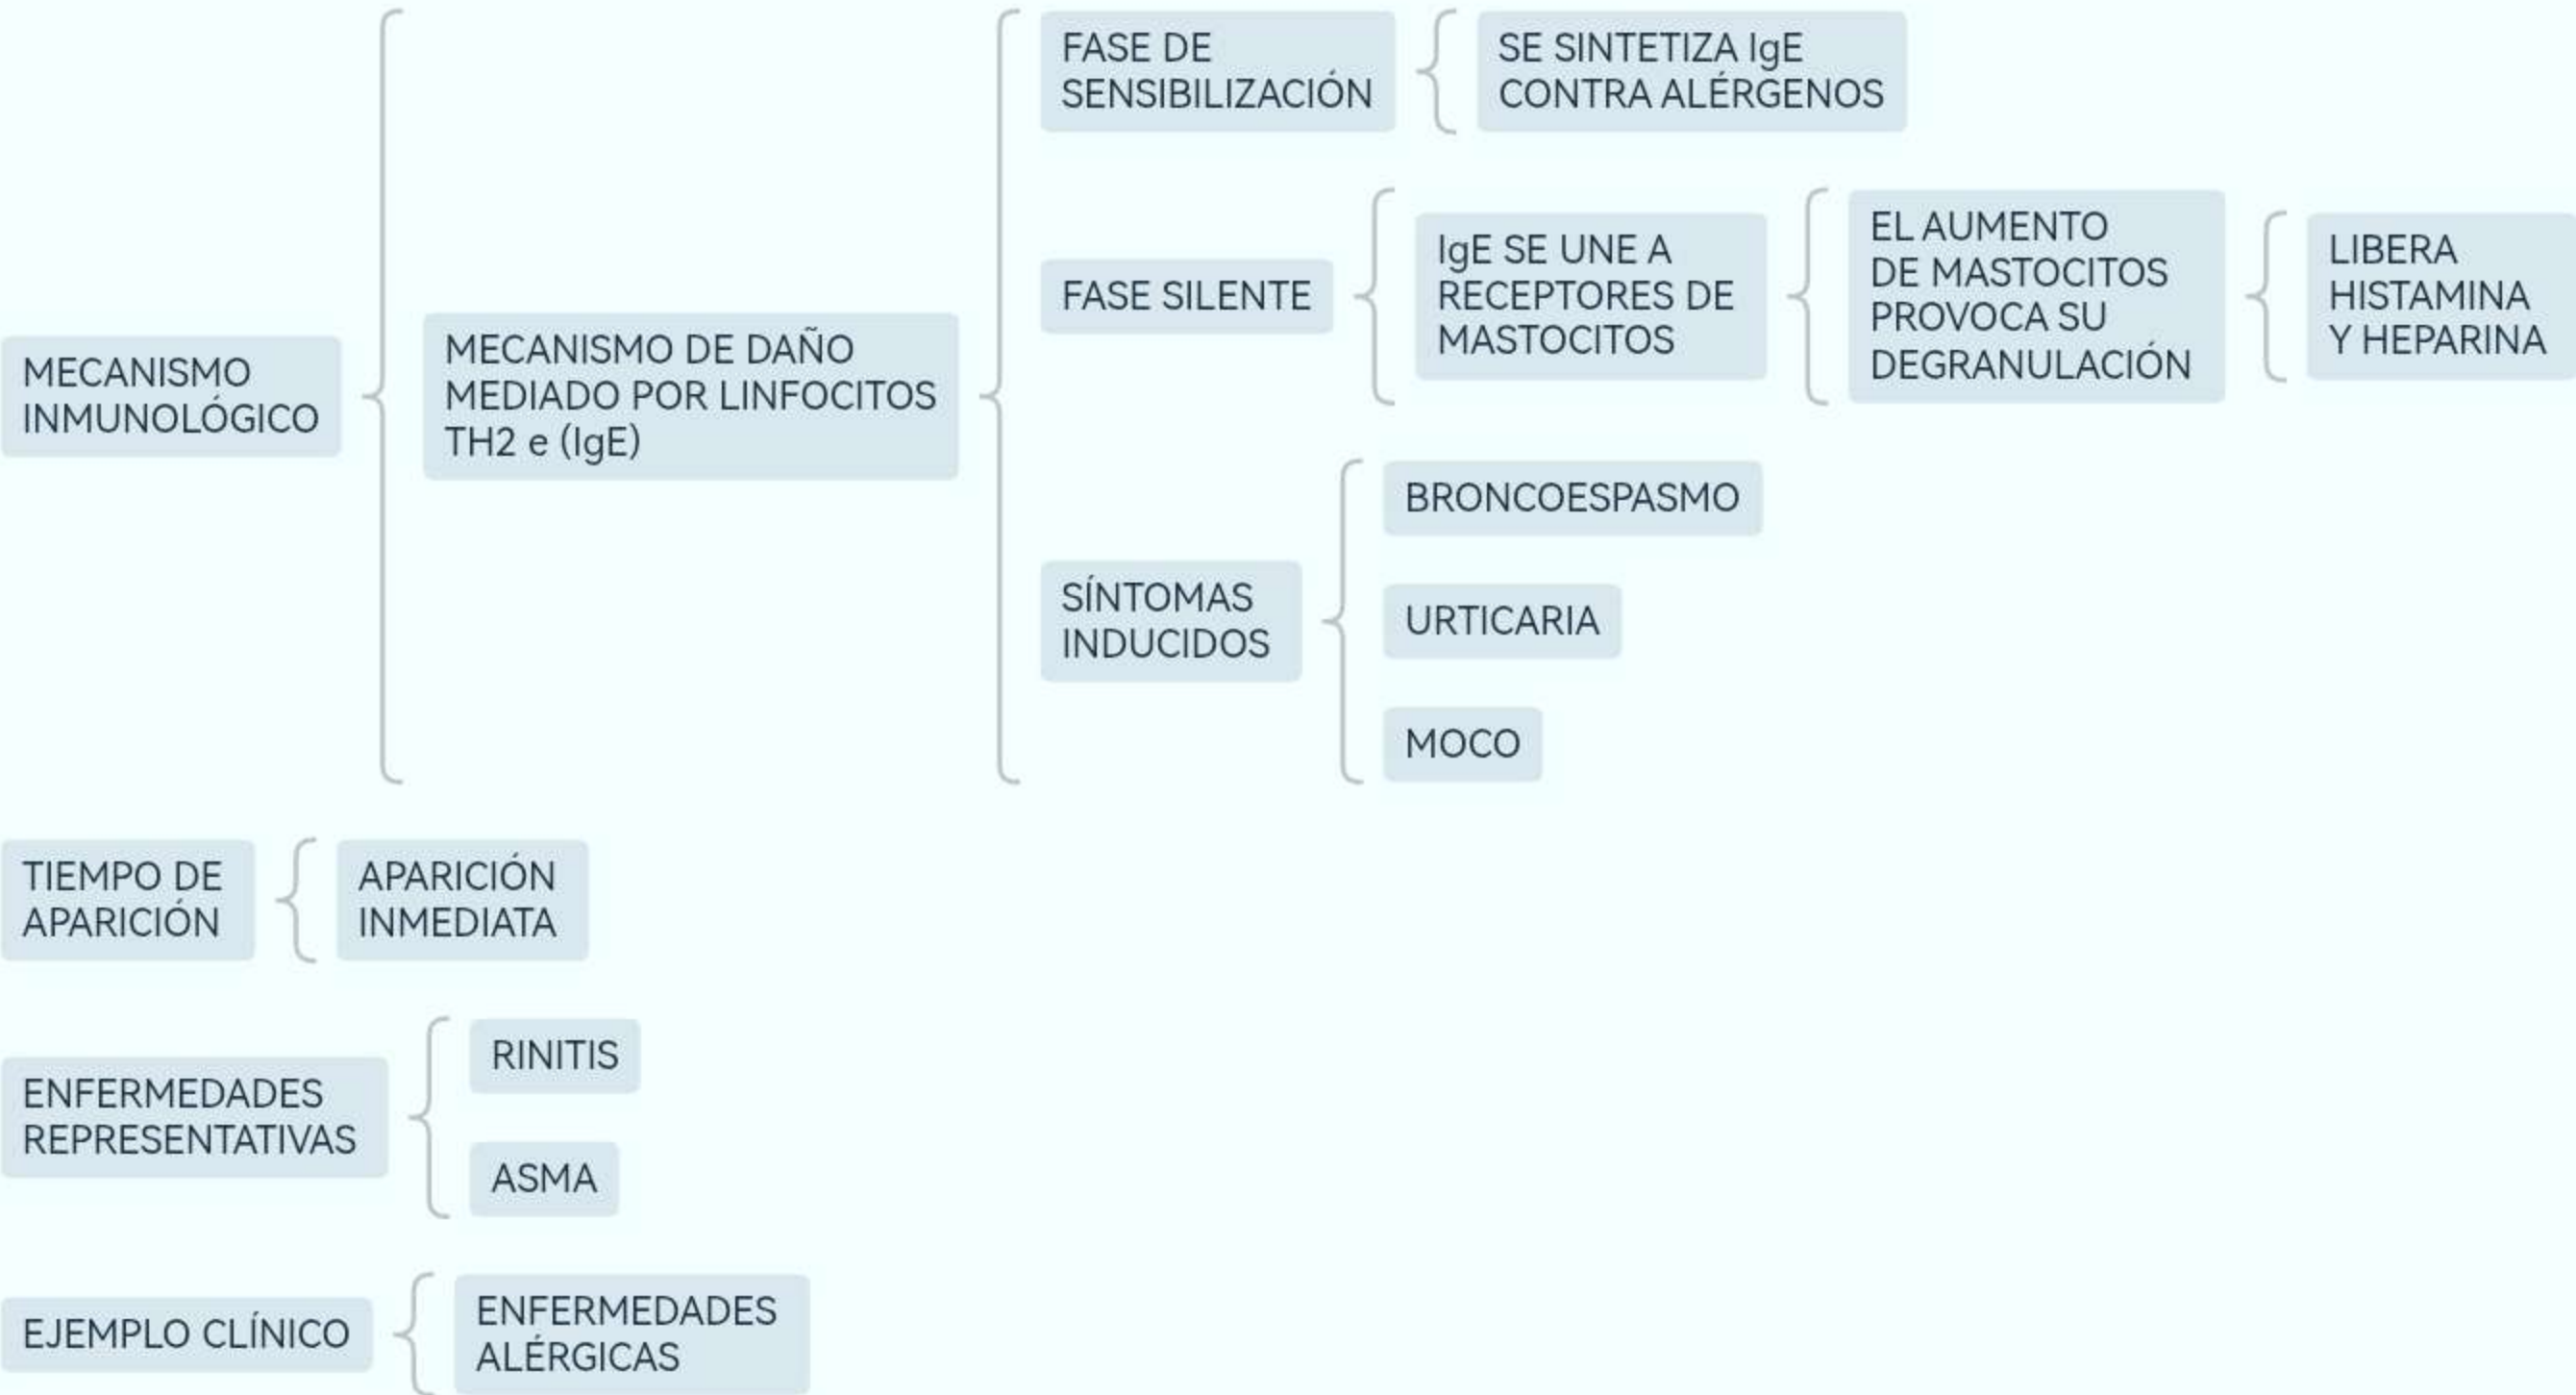 MECANISMO
INMUNOLÓGICO
MECANISMO DE DAÑO
MEDIADO POR LINFOCITOS
TH2 e (IgE)
FASE DE
SENSIBILIZACIÓN
SE SINTETIZA IgE
CONTRA ALÉRGENOS
FASE SILENTE
IgE SE UNE A
RECEPTORES DE
MASTOCITOS
EL AUMENTO
DE MASTOCITOS
PROVOCA SU
DEGRANULACIÓN
LIBERA
HISTAMINA
Y HEPARINA
SÍNTOMAS
INDUCIDOS
BRONCOESPASMO
URTICARIA
MOCO
TIEMPO DE
APARICIÓN
APARICIÓN
INMEDIATA
ENFERMEDADES
REPRESENTATIVAS
RINITIS
ASMA
EJEMPLO CLÍNICO
ENFERMEDADES
ALÉRGICAS